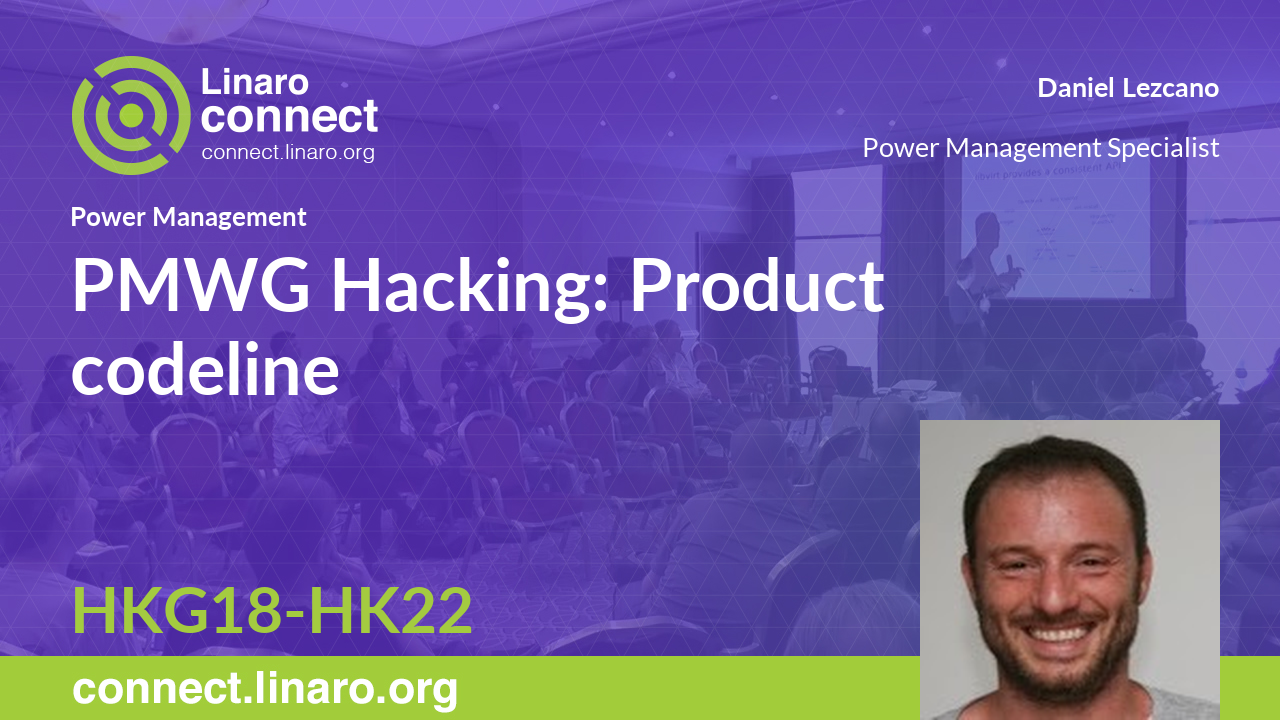 Linaro
connect
connect.linaro.org
Daniel Lezcano
Power Management Specialist
Power Management
PMWG Hacking: Product
codeline
HKG18-HK22
connect.linaro.org